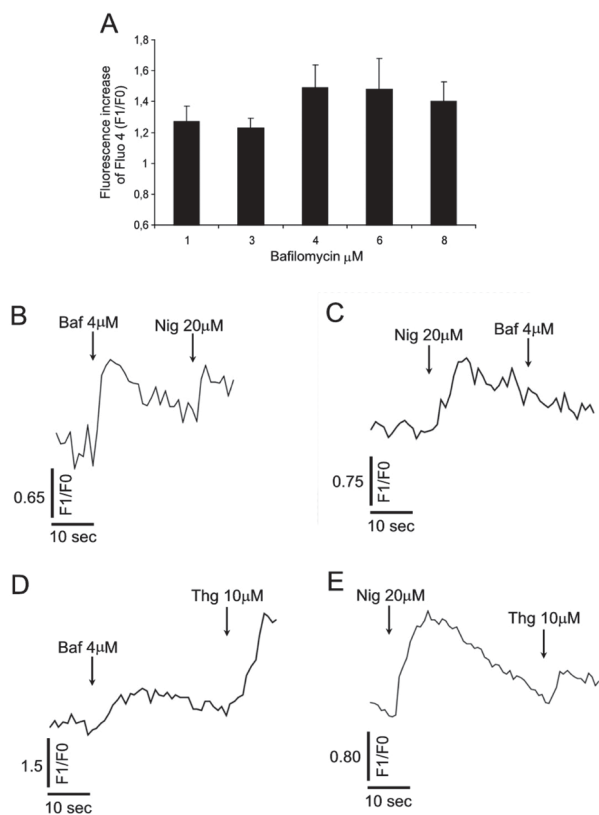 A
Fluorescence increase
of Fluo 4 (F1/F0)
1,8
1,6
1,4
1,2
1
0,8
0,6
1 3 4 6 8
Bafilomycin μM
B
Baf 4μM
Nig 20μM
0.65
F1/F0
10 sec
C
Nig 20μM
Baf 4μM
0.75
F1/F0
10 sec
D
Baf 4μM
Thg 10μM
1.5
F1/F0
10 sec
E
Nig 20μM
Thg 10μM
0.80
F1/F0
10 sec